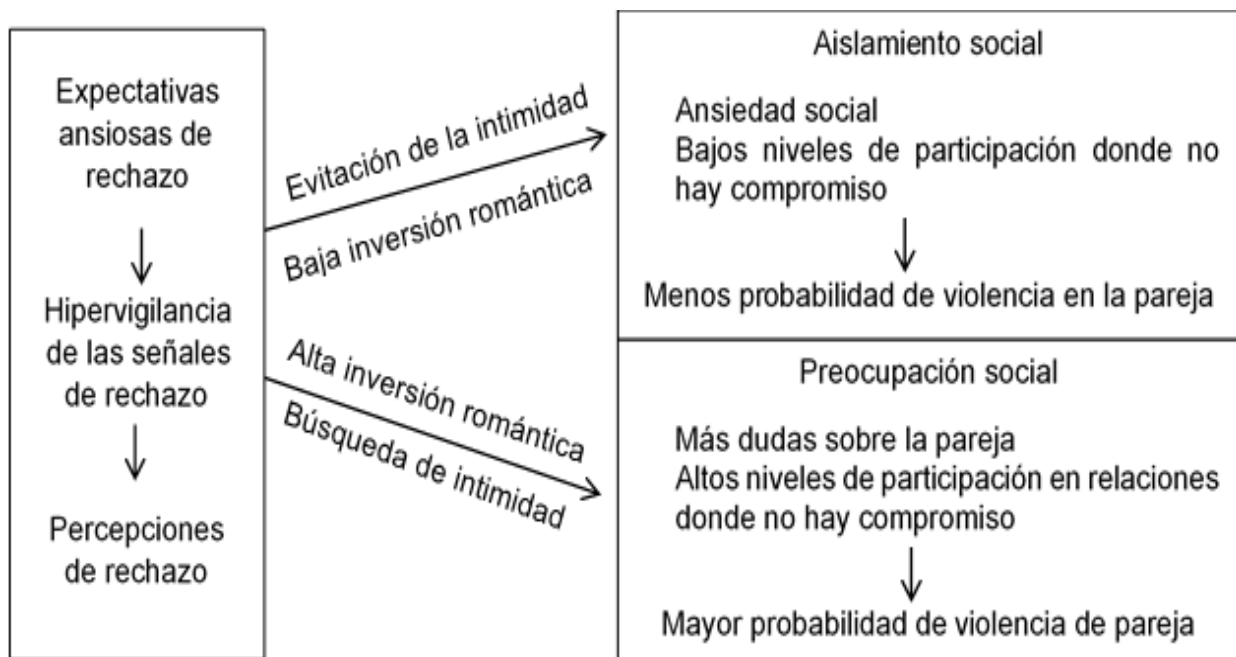 Expectativas
ansiosas de
rechazo
Hipervigilancia
de las señales
de rechazo
Percepciones
de rechazo
Evitación de la intimidad
Baja inversión romántica
Alta inversión romántica
Búsqueda de intimidad
Aislamiento social
Ansiedad social
Bajos niveles de participación donde no
hay compromiso
Menos probabilidad de violencia en la pareja
Preocupación social
Más dudas sobre la pareja
Altos niveles de participación en relaciones
donde no hay compromiso
Mayor probabilidad de violencia de pareja